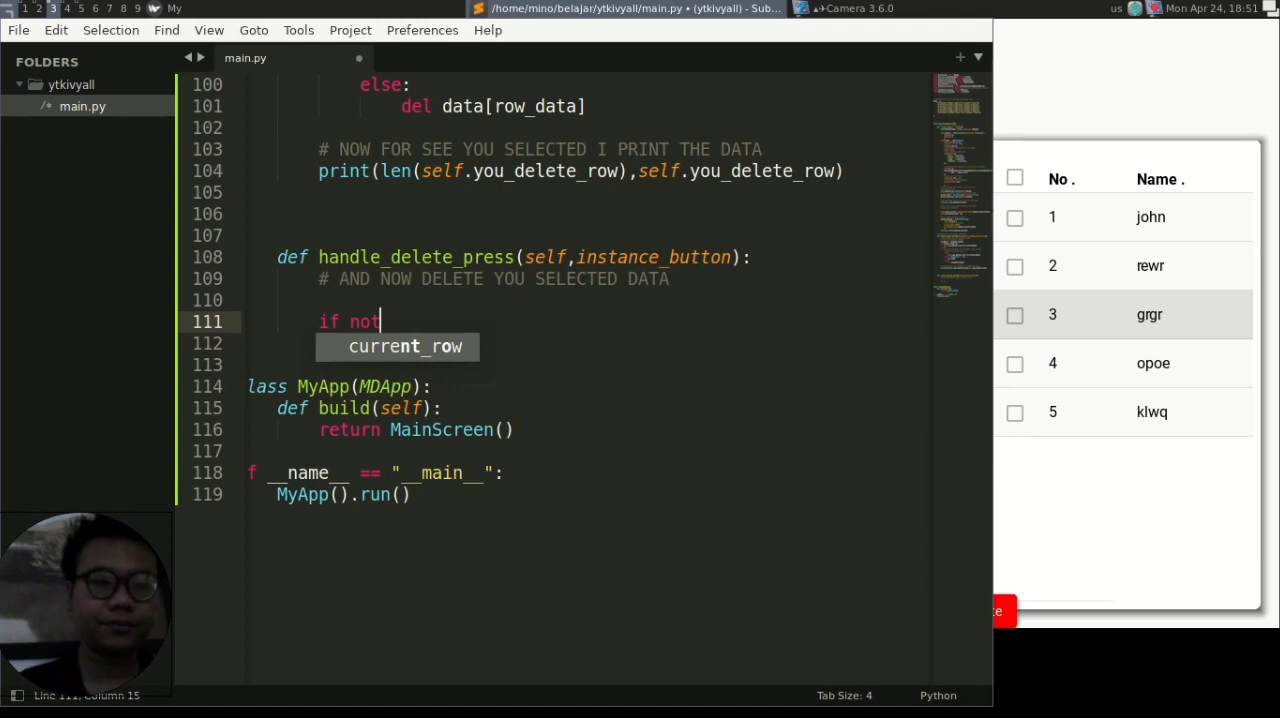 1 2 3 4 5 6 7 8 9 My
/home/mino/belajar/ytkivyall/main.py • (ytkivyall) - Sub...
Camera 3.6.0
us
Mon Apr 24, 18:51
File Edit Selection Find View Goto Tools Project Preferences Help
FOLDERS
ytkivyall
/* main.py
main.py
100 else:
101 del data[row_data]
102
103 # NOW FOR SEE YOU SELECTED I PRINT THE DATA
104 print(len(self.you_delete_row),self.you_delete_row)
105
106
107
108 def handle_delete_press(self,instance_button):
109 # AND NOW DELETE YOU SELECTED DATA
110
111 if not
current_row
112
113
114 lass MyApp(MDApp):
115 def build(self):
116 return MainScreen()
117
118 f __name__ == "__main__":
119 MyApp().run()
No . Name .
1 john
2 rewr
3 grgr
4 opoe
5 klwq
te
Line 111, Column 15
Tab Size: 4
Python